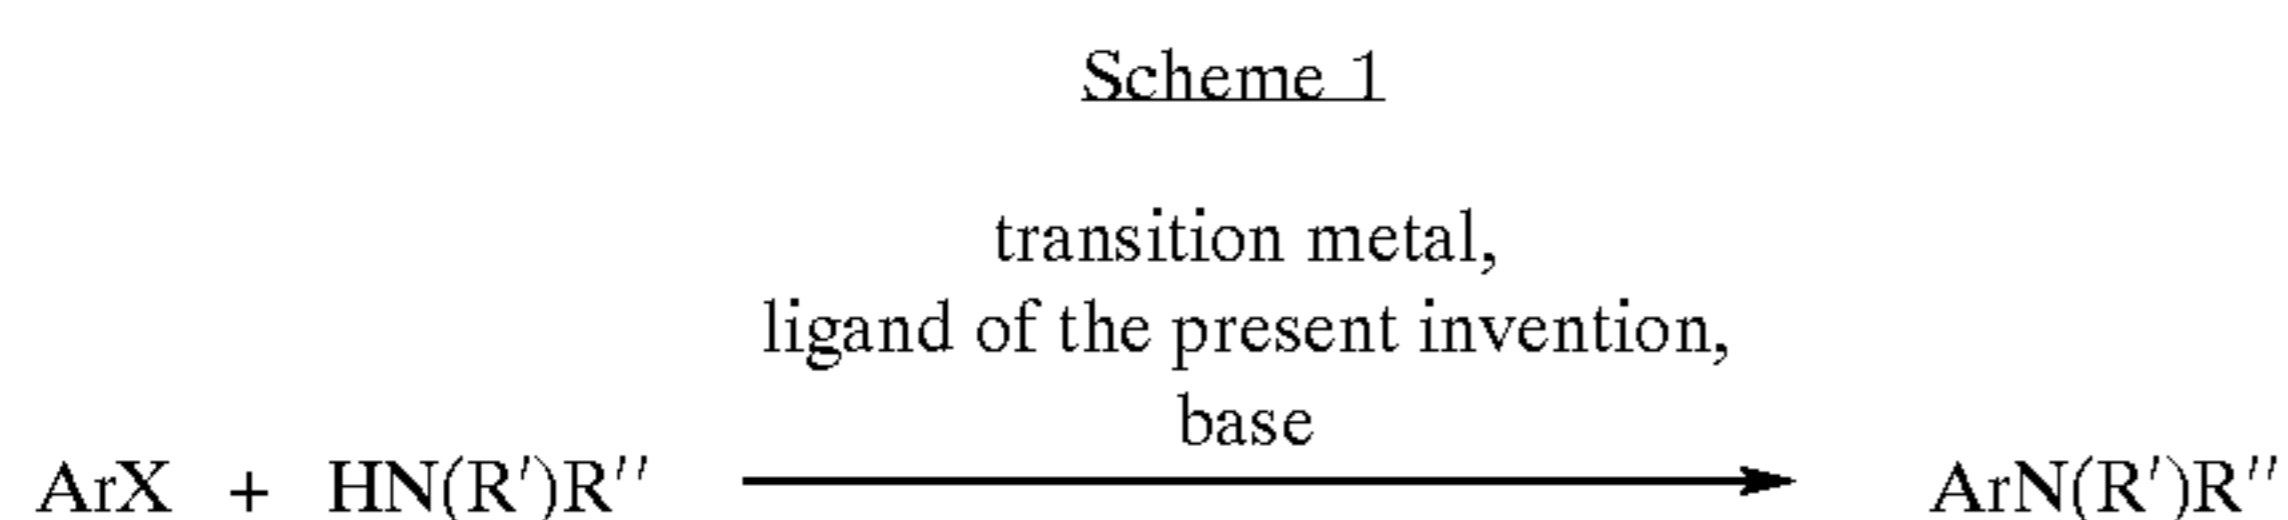 Scheme 1
transition metal,
ligand of the present invention,
base
ArX + HN(R′)R′′ ArN(R′)R′′